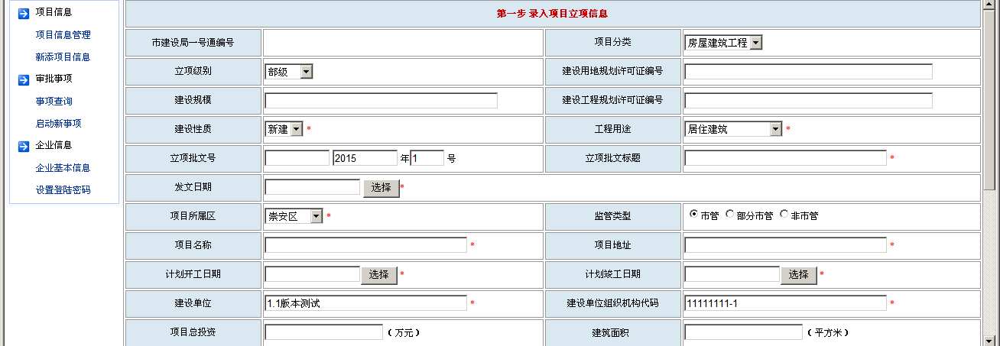 项目信息
项目信息管理
新添项目信息
审批事项
事项查询
启动新事项
企业信息
企业基本信息
设置登陆密码
第一步 录入项目立项信息
市建设局一号通编号 项目分类 房屋建筑工程
立项级别 部级 建设用地规划许可证编号
建设规模 建设工程规划许可证编号
建设性质 新建 * 工程用途 居住建筑 *
立项批文号 2015 年 1 号 立项批文标题 *
发文日期 选择 *
项目所属区 崇安区 * 监管类型 市管 部分市管 非市管
项目名称 * 项目地址 *
计划开工日期 选择 * 计划竣工日期 选择 *
建设单位 1.1版本测试 * 建设单位组织机构代码 11111111-1 *
项目总投资 （万元） 建筑面积 （平方米）